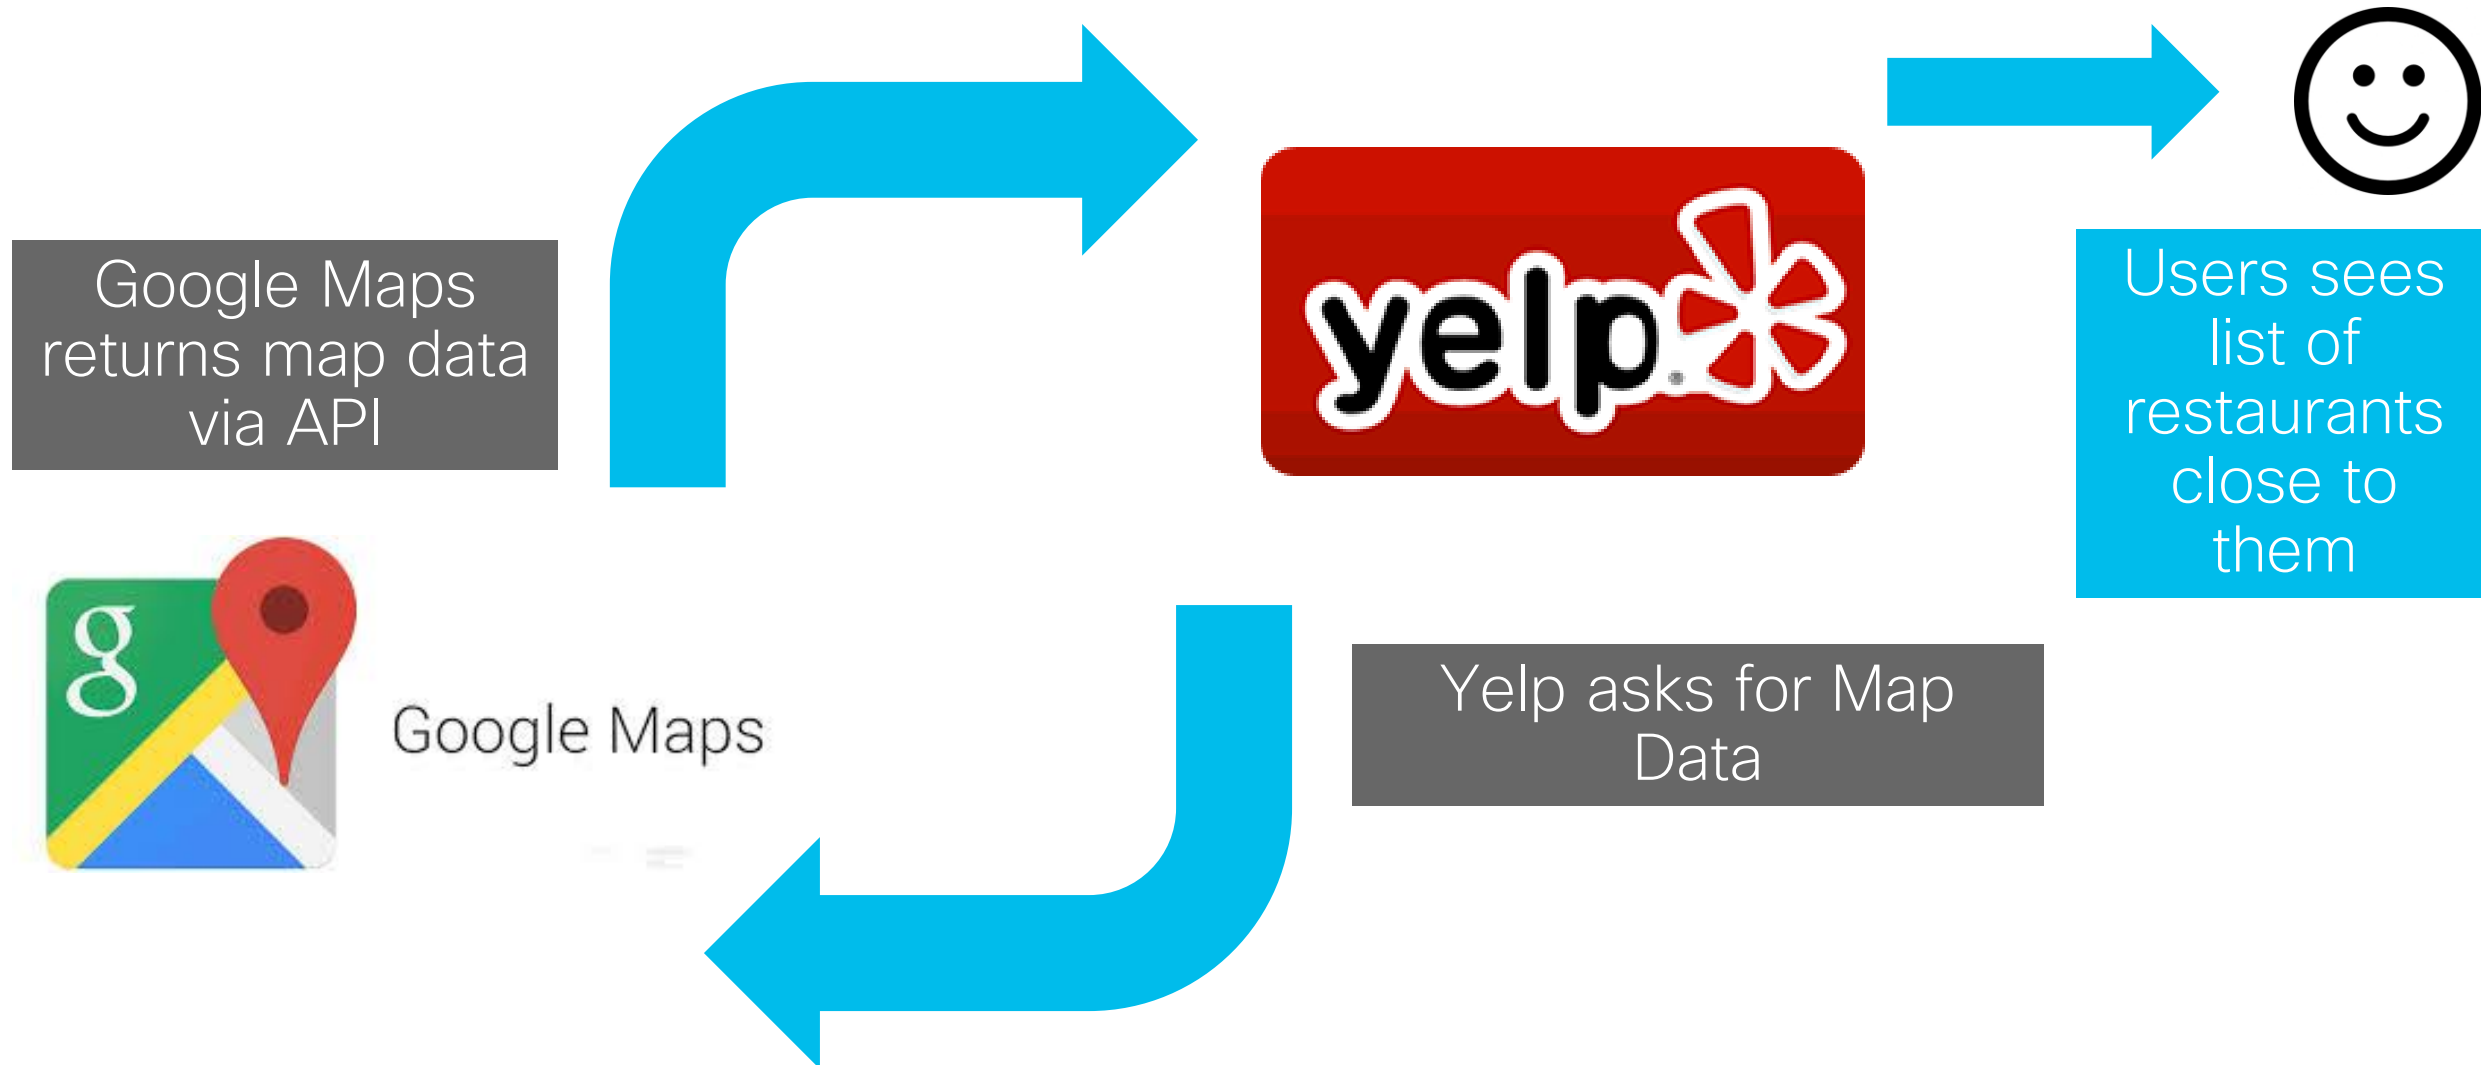 Google Maps
returns map data
via API
yelp
Users sees
list of
restaurants
close to
them
g
Google Maps
Yelp asks for Map
Data